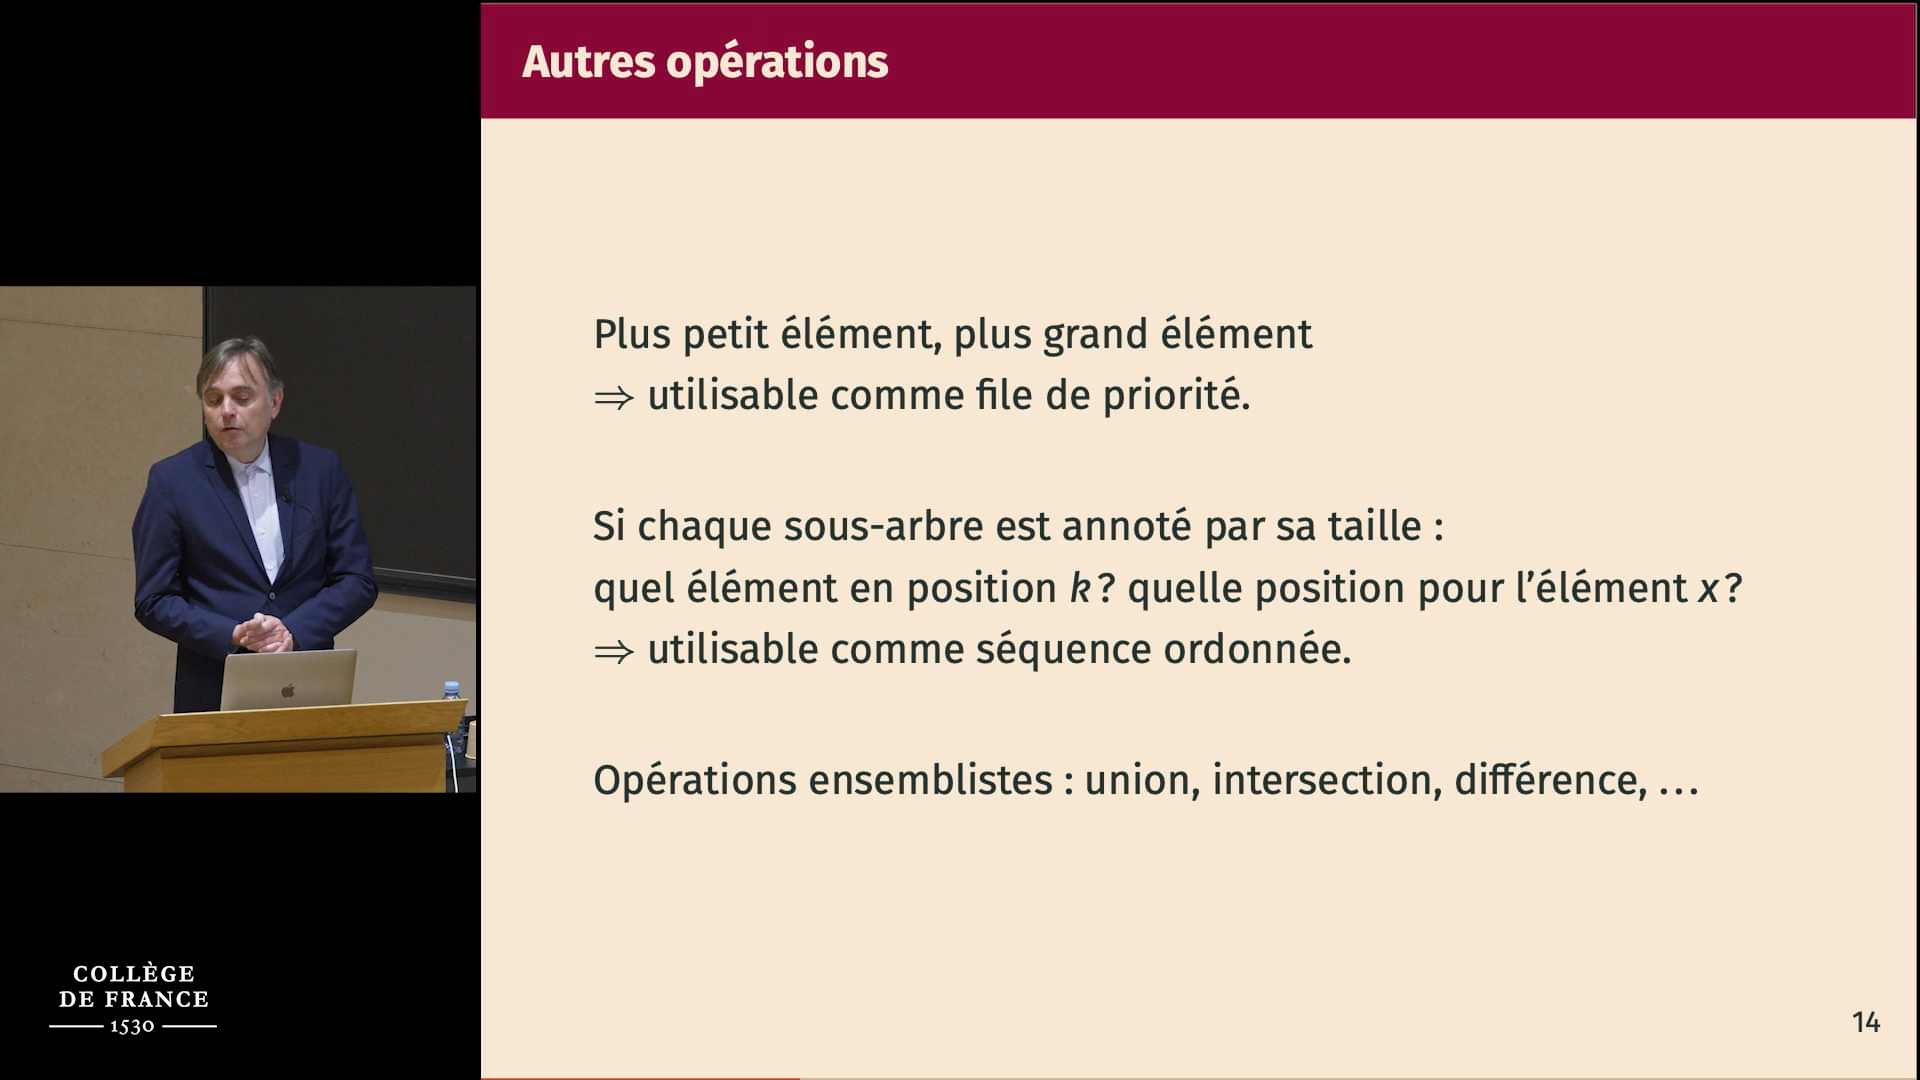 Autres opérations
Plus petit élément, plus grand élément
⇒ utilisable comme file de priorité.
Si chaque sous-arbre est annoté par sa taille :
quel élément en position k ? quelle position pour l’élément x ?
⇒ utilisable comme séquence ordonnée.
Opérations ensemblistes : union, intersection, différence, …
14
COLLÈGE
DE FRANCE
1530